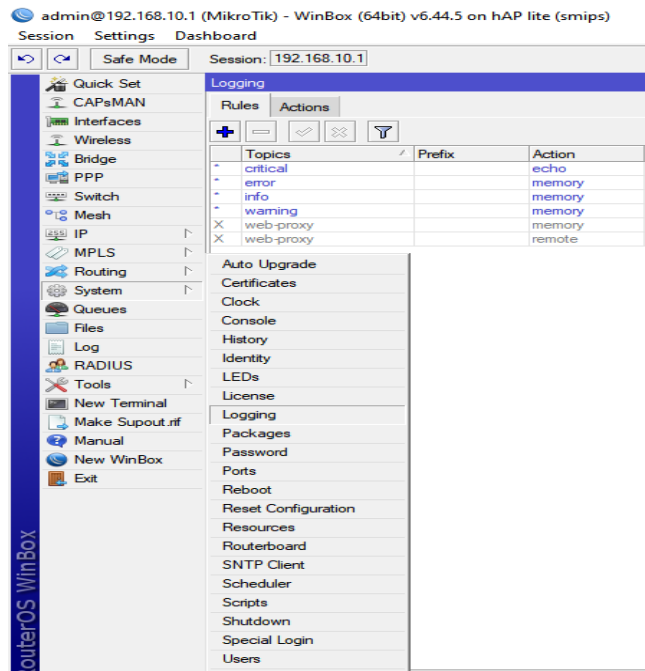 admin@192.168.10.1 (MikroTik) - WinBox (64bit) v6.44.5 on hAP lite (smips)
Session Settings Dashboard
Safe Mode Session: 192.168.10.1
Quick Set
CAPsMAN
Interfaces
Wireless
Bridge
PPP
Switch
Mesh
IP
MPLS
Routing
System
Queues
Files
Log
RADIUS
Tools
New Terminal
Make Supout.rif
Manual
New WinBox
Exit
Logging
Rules Actions
Topics Prefix Action
* critical echo
* error memory
* info memory
* warning memory
X web-proxy memory
X web-proxy remote
Auto Upgrade
Certificates
Clock
Console
History
Identity
LEDs
License
Logging
Packages
Password
Ports
Reboot
Reset Configuration
Resources
Routerboard
SNTP Client
Scheduler
Scripts
Shutdown
Special Login
Users
outerOS WinBox